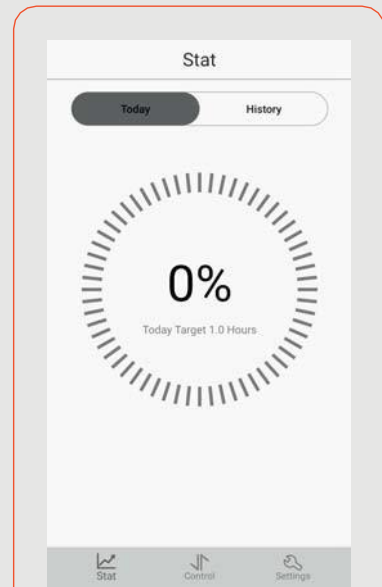 Stat
Today History
0%
Today Target 1.0 Hours
Stat Control Settings